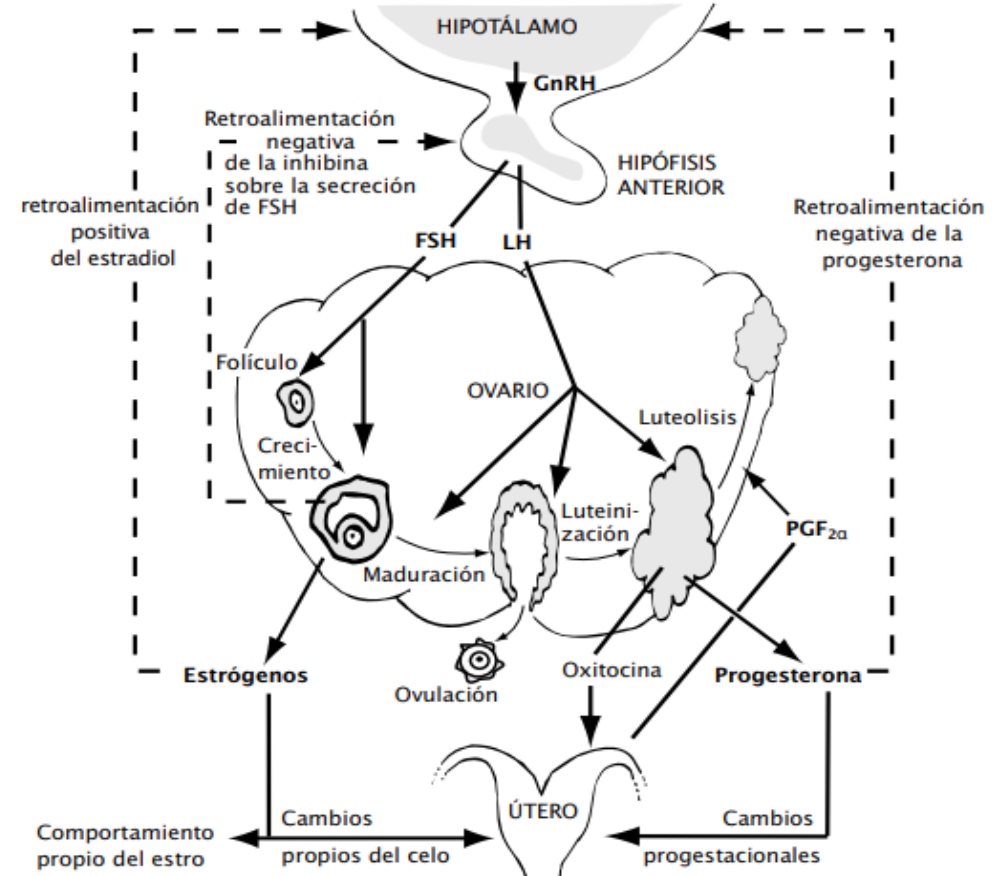 HIPOTÁLAMO
GnRH
Retroalimentación
negativa
de la inhibina
sobre la secreción
de FSH
HIPÓFISIS
ANTERIOR
retroalimentación
positiva
del estradiol
Retroalimentación
negativa de la
progesterona
FSH
LH
Folículo
OVARIO
Luteolisis
Creci-
miento
Luteini-
zación
PGF2α
Maduración
Oxitocina
Estrógenos
Progesterona
Ovulación
ÚTERO
Cambios
propios del celo
Cambios
progestacionales
Comportamiento
propio del estro